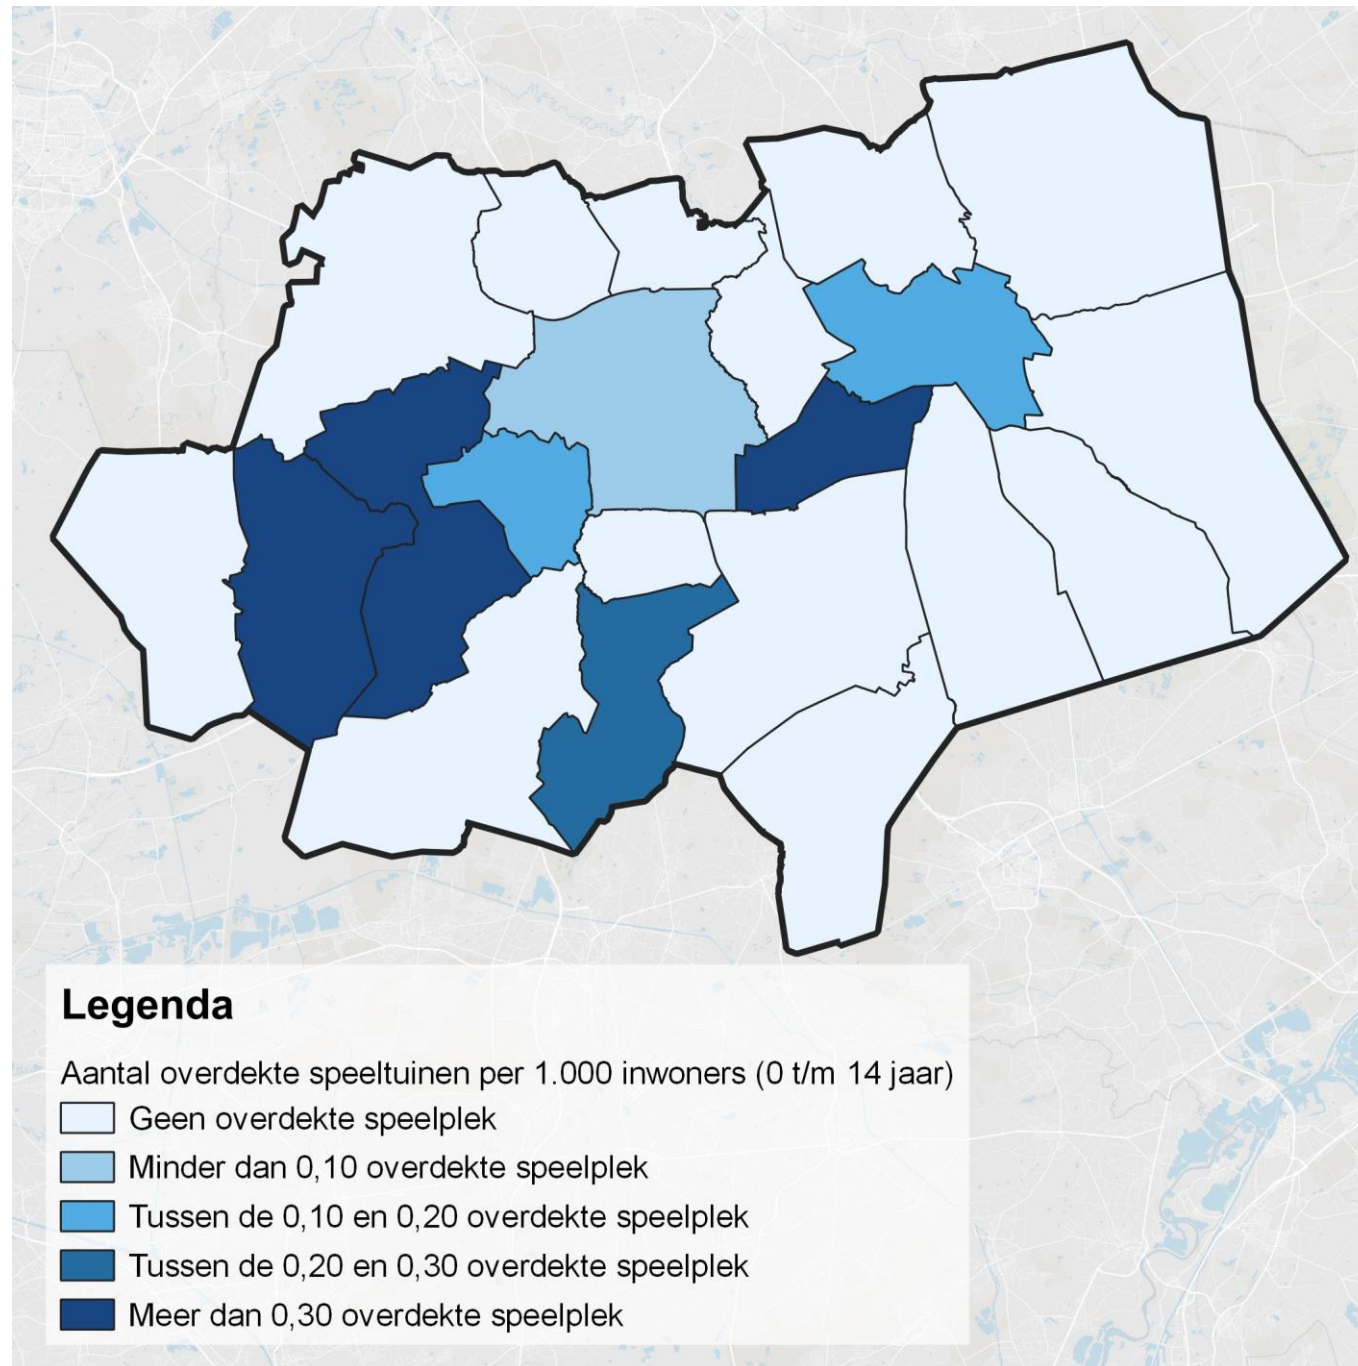 Legenda
Aantal overdekte speeltuinen per 1.000 inwoners (0 t/m 14 jaar)
Geen overdekte speelplek
Minder dan 0,10 overdekte speelplek
Tussen de 0,10 en 0,20 overdekte speelplek
Tussen de 0,20 en 0,30 overdekte speelplek
Meer dan 0,30 overdekte speelplek